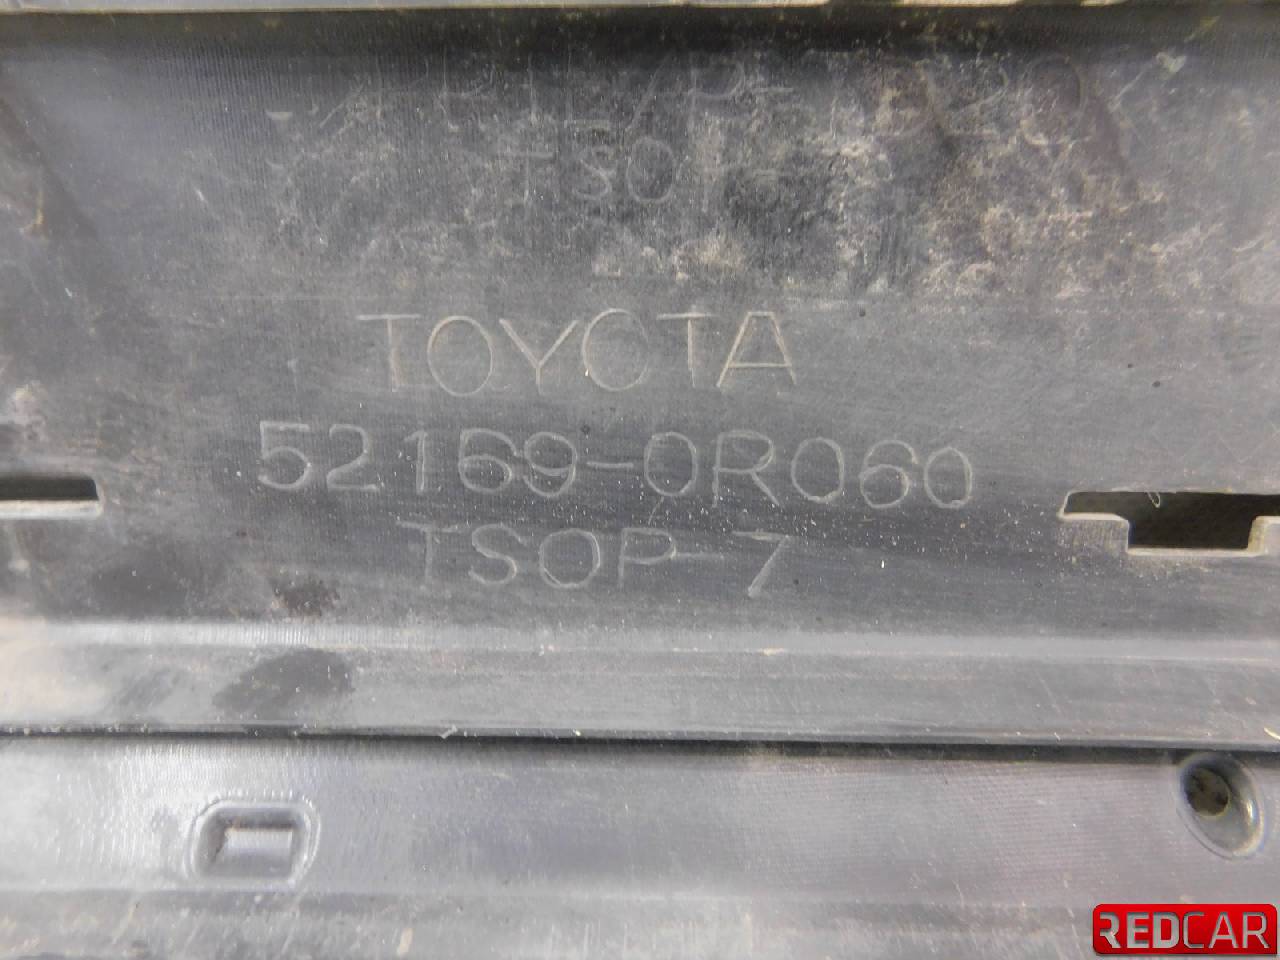 TOYOTA
52169-0R060
TSOP-7
REDCAR